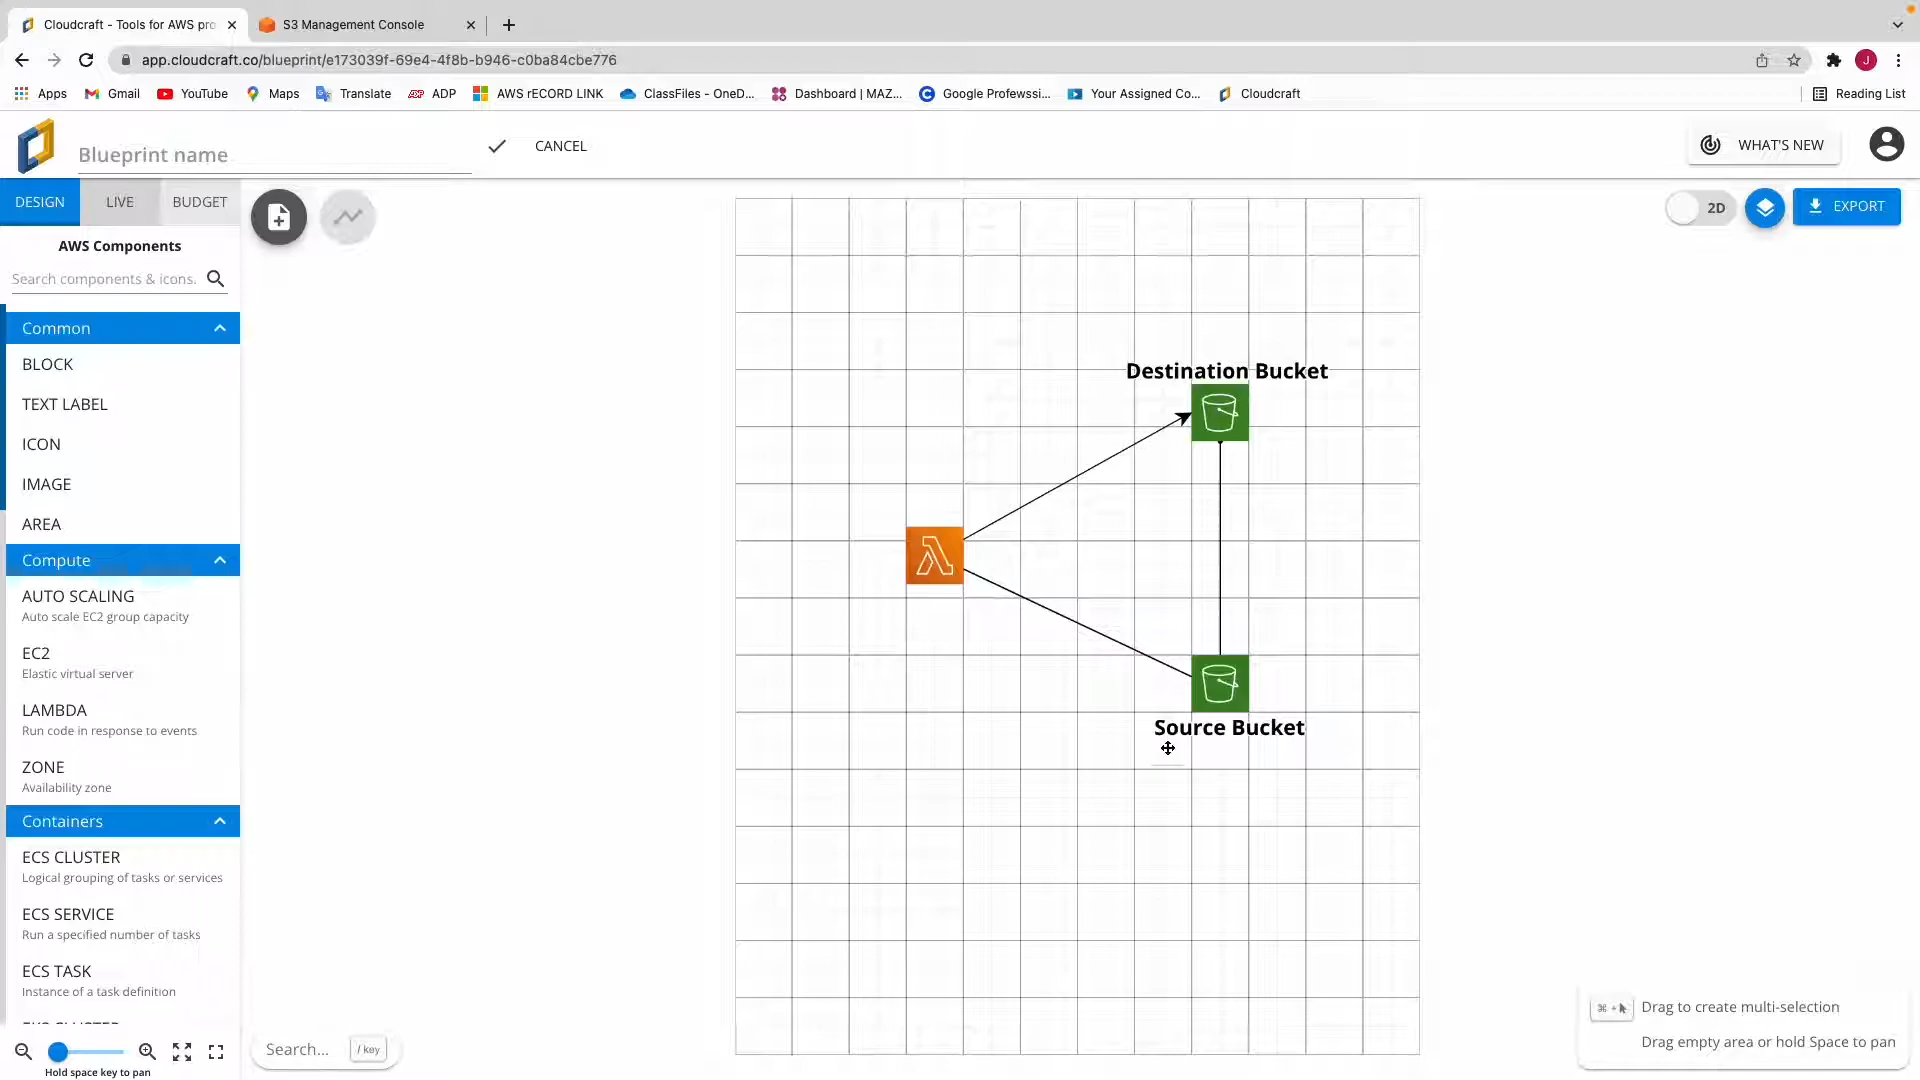 Cloudcraft - Tools for AWS pro
S3 Management Console
app.cloudcraft.co/blueprint/e173039f-69e4-4f8b-b946-c0ba84cbe776
J
Apps
Gmail
YouTube
Maps
Translate
ADP
AWS rECORD LINK
ClassFiles - OneD...
Dashboard | MAZ...
Google Profewssi...
Your Assigned Co...
Cloudcraft
Reading List
Blueprint name
CANCEL
WHAT'S NEW
DESIGN
LIVE
BUDGET
2D
EXPORT
AWS Components
Search components & icons.
Common
BLOCK
TEXT LABEL
ICON
IMAGE
AREA
Compute
AUTO SCALING
Auto scale EC2 group capacity
EC2
Elastic virtual server
LAMBDA
Run code in response to events
ZONE
Availability zone
Containers
ECS CLUSTER
Logical grouping of tasks or services
ECS SERVICE
Run a specified number of tasks
ECS TASK
Instance of a task definition
Hold space key to pan
Search...
/ key
Destination Bucket
Source Bucket
⌘ +
Drag to create multi-selection
Drag empty area or hold Space to pan